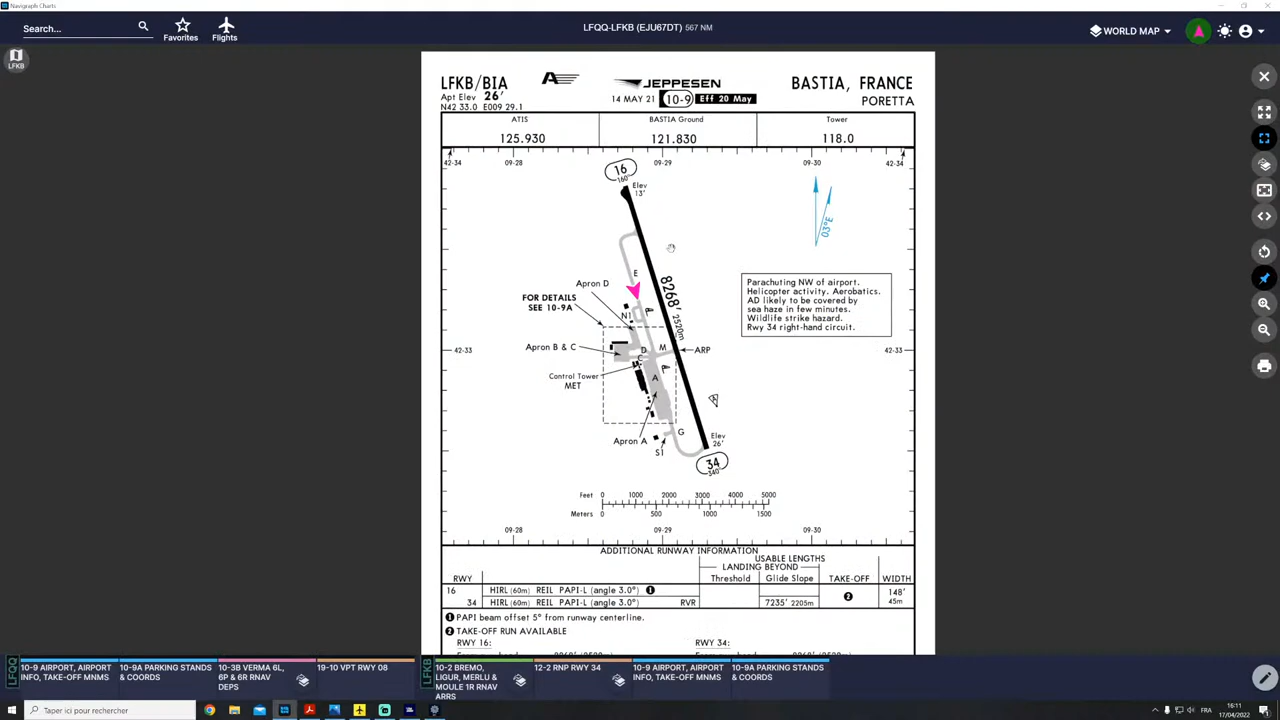 Navigraph Charts
Search...
Favorites
Flights
LFQQ-LFKB (EJU67DT) 567 NM
WORLD MAP
LFKB
LFKB/BIA
Apt Elev 26'
N42 33.0 E009 29.1
JEPPESEN
14 MAY 21 10-9 Eff 20 May
BASTIA, FRANCE
PORETTA
ATIS
125.930
BASTIA Ground
121.830
Tower
118.0
42-34 09-28 09-29 09-30 42-34
16
160°
Elev
13'
03°E
E
Apron D
FOR DETAILS
SEE 10-9A
8268' 2520m
N1
Parachuting NW of airport.
Helicopter activity. Aerobatics.
AD likely to be covered by
sea haze in few minutes.
Wildlife strike hazard.
Rwy 34 right-hand circuit.
Apron B & C
D
M
C
ARP
42-33 42-33
Control Tower
MET
A
Apron A
G
S1
Elev
26'
34
340°
Feet 0 1000 2000 3000 4000 5000
Meters 0 500 1000 1500
09-28 09-29 09-30
ADDITIONAL RUNWAY INFORMATION
USABLE LENGTHS
LANDING BEYOND
RWY Threshold Glide Slope TAKE-OFF WIDTH
16 HIRL (60m) REIL PAPI-L (angle 3.0°) 1 2 148'
34 HIRL (60m) REIL PAPI-L (angle 3.0°) RVR 7235' 2205m 45m
1 PAPI beam offset 5° from runway centerline.
2 TAKE-OFF RUN AVAILABLE
RWY 16: RWY 34:
LFQQ
10-9 AIRPORT, AIRPORT
INFO, TAKE-OFF MNMS
10-9A PARKING STANDS
& COORDS
10-3B VERMA 6L,
6P & 6R RNAV
DEPS
19-10 VPT RWY 08
LFKB
10-2 BREMO,
LIGUR, MERLU &
MOULE 1R RNAV
ARRS
12-2 RNP RWY 34
10-9 AIRPORT, AIRPORT
INFO, TAKE-OFF MNMS
10-9A PARKING STANDS
& COORDS
Taper ici pour rechercher
FRA
16:11
17/04/2022